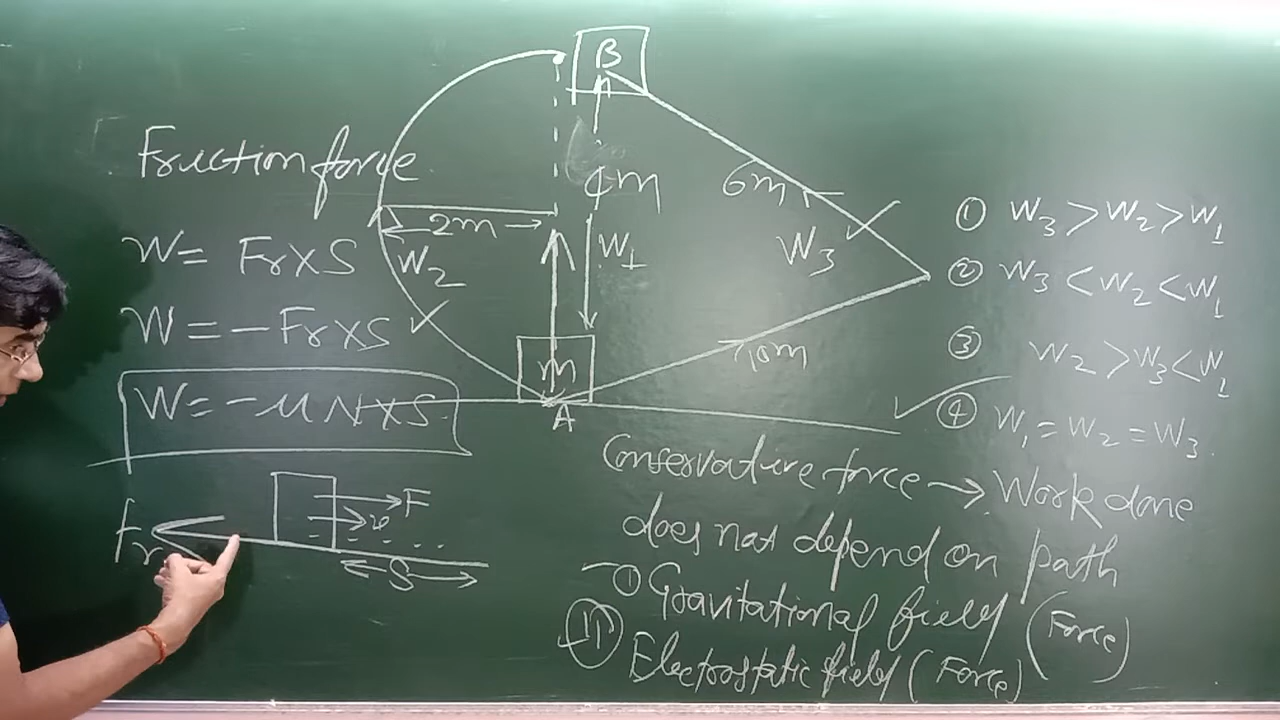 B
Friction force
4m
6m
2m
W = Fr x S
W2
W1
W3
① W3 > W2 > W1
② W3 < W2 < W1
W = - Fr x S
m
10m
③ W2 > W3 < W1
W = - μ N x S
A
④ W1 = W2 = W3.
Conservative force → Work done
does not depend on path
F
v
fr
S
① Gravitational field (Force)
⑪ Electrostatic field (Force)